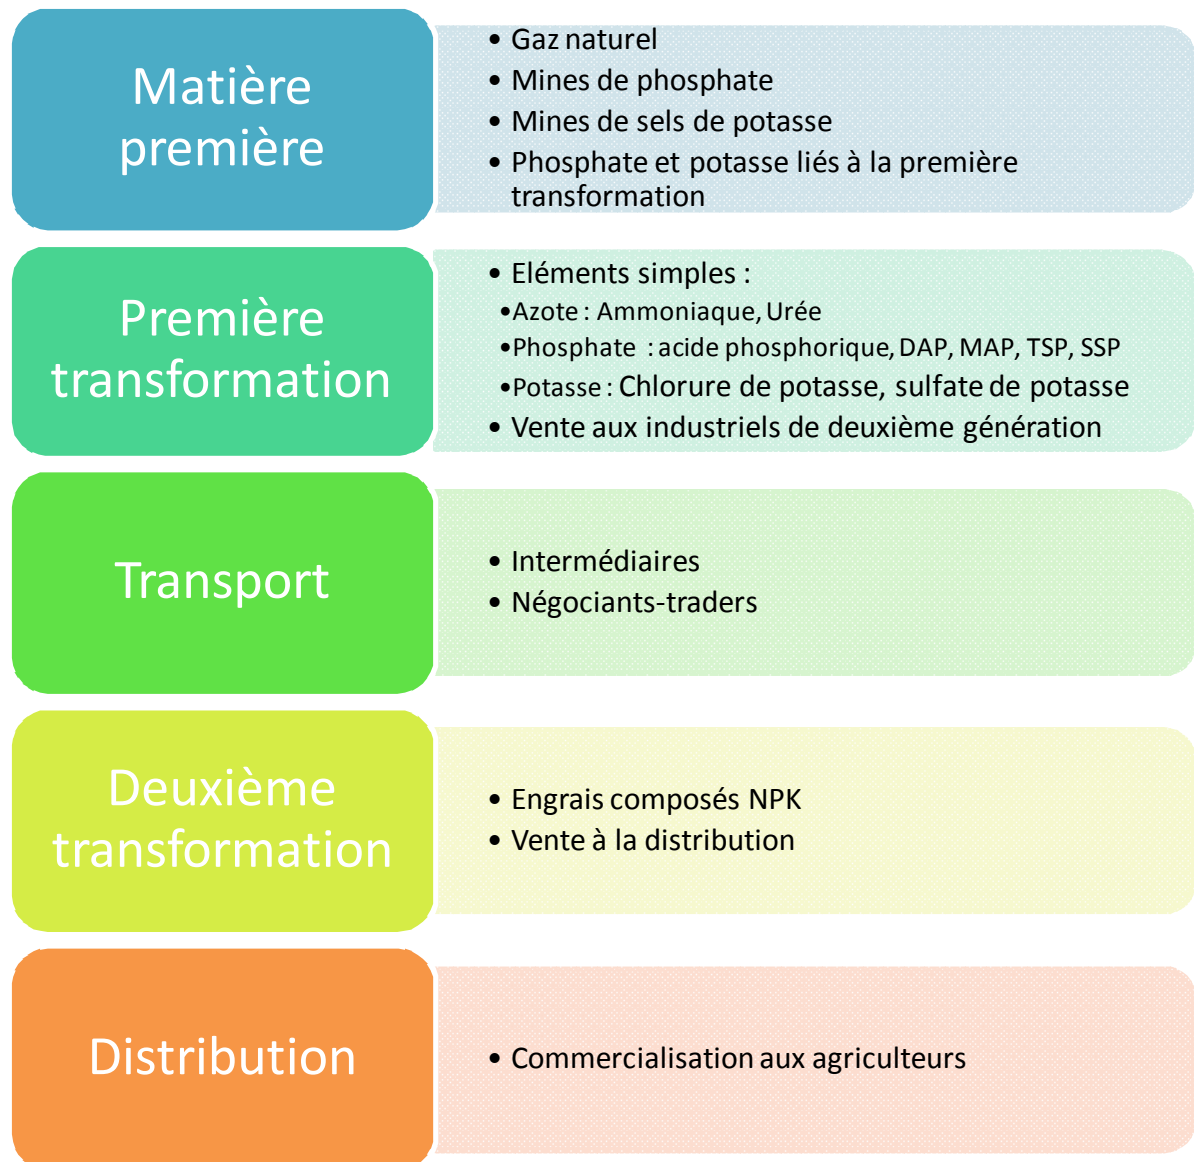 Matière
première
• Gaz naturel
• Mines de phosphate
• Mines de sels de potasse
• Phosphate et potasse liés à la première
transformation
Première
transformation
• Eléments simples :
•Azote : Ammoniaque, Urée
•Phosphate : acide phosphorique, DAP, MAP, TSP, SSP
•Potasse : Chlorure de potasse, sulfate de potasse
• Vente aux industriels de deuxième génération
Transport
• Intermédiaires
• Négociants-traders
Deuxième
transformation
• Engrais composés NPK
• Vente à la distribution
Distribution
• Commercialisation aux agriculteurs